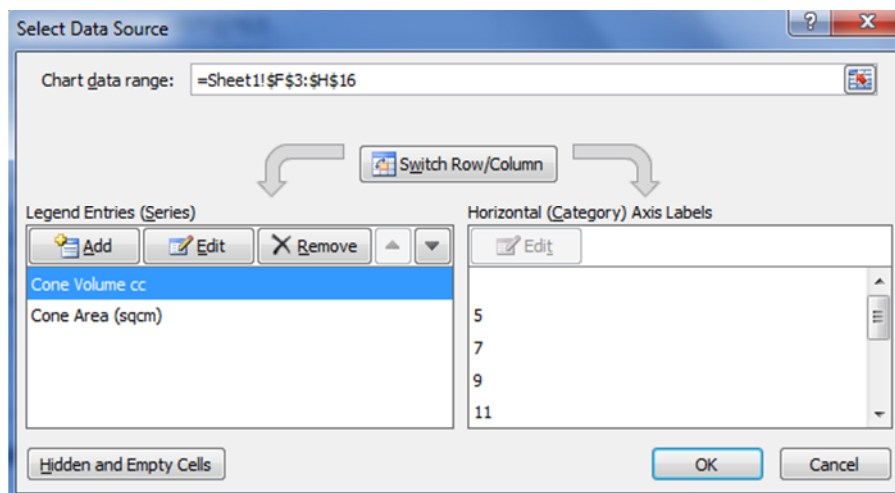 Select Data Source
Chart data range: =Sheet1!$F$3:$H$16
Switch Row/Column
Legend Entries (Series)
Add Edit Remove
Cone Volume cc
Cone Area (sqcm)
Horizontal (Category) Axis Labels
Edit
5
7
9
11
Hidden and Empty Cells
OK Cancel